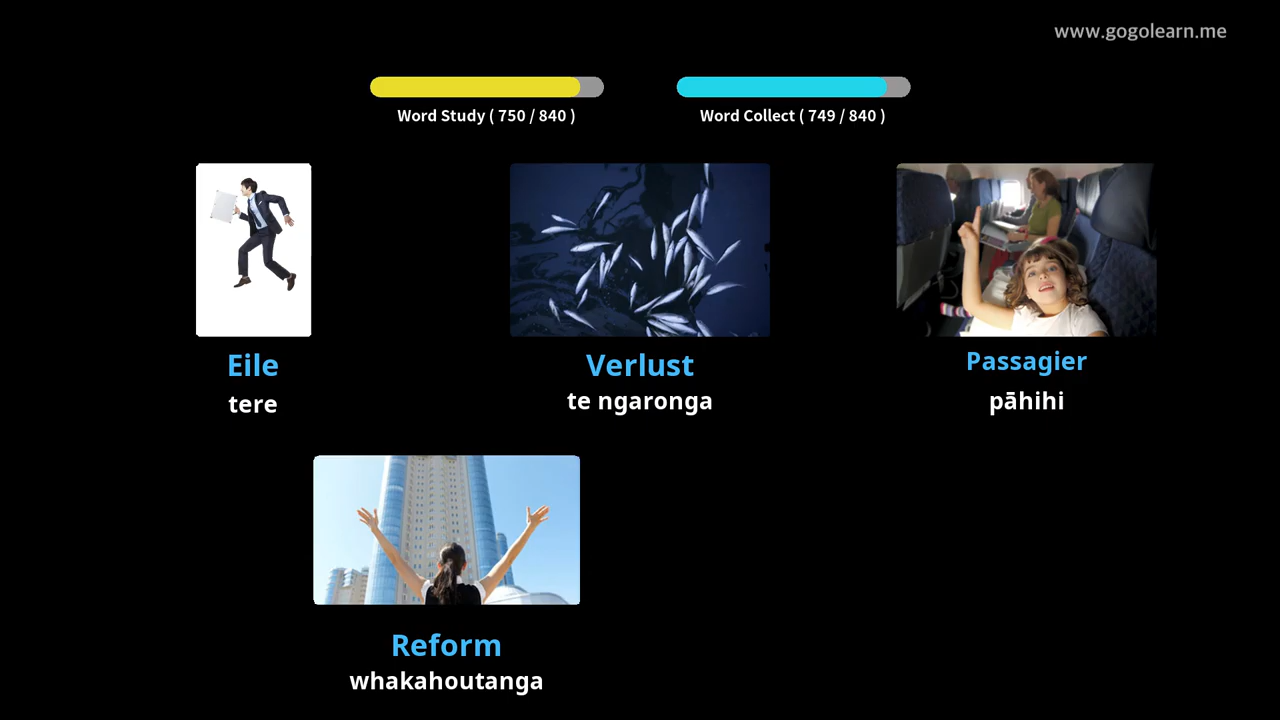 www.gogolearn.me
Word Study ( 750 / 840 )
Word Collect ( 749 / 840 )
Eile
tere
Verlust
te ngaronga
Passagier
pāhihi
Reform
whakahoutanga